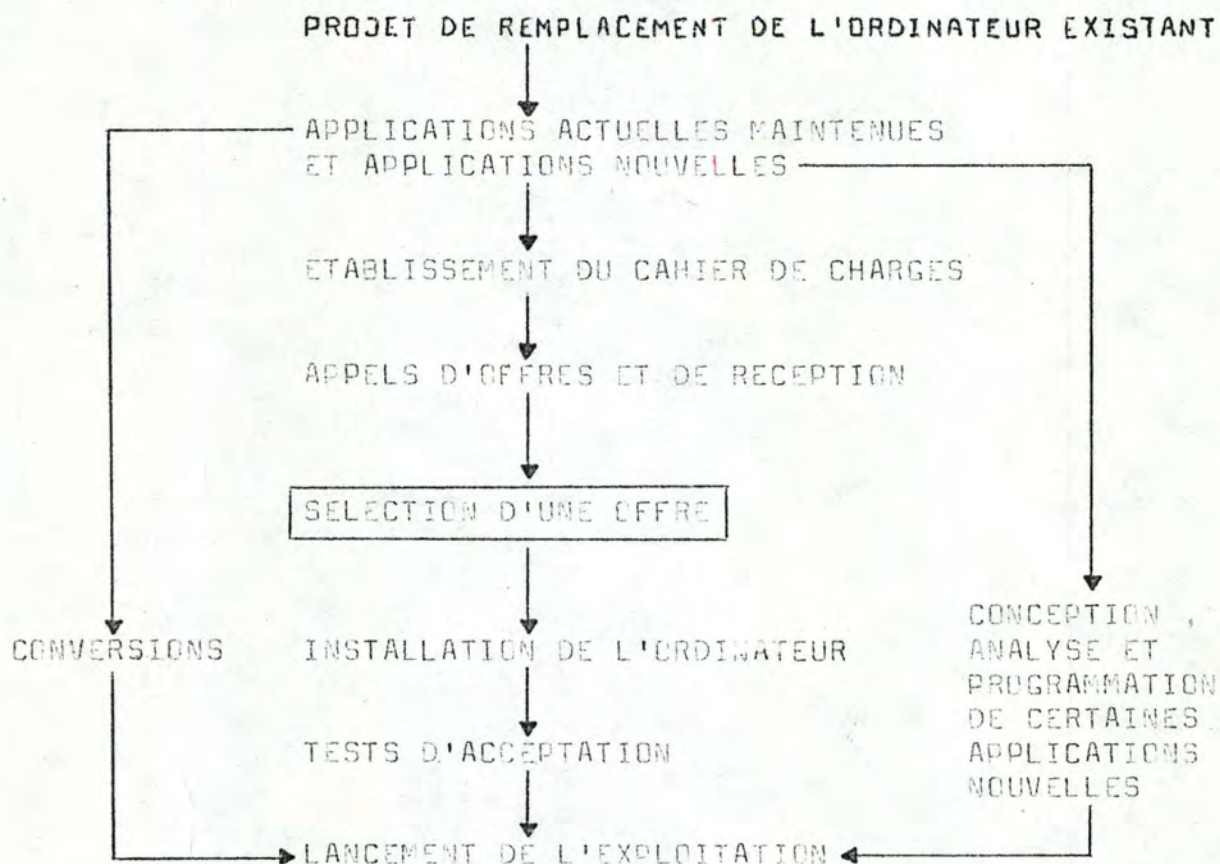 PROJET DE REMPLACEMENT DE L'ORDINATEUR EXISTANT
APPLICATIONS ACTUELLES MAINTENUES
ET APPLICATIONS NOUVELLES
ETABLISSEMENT DU CAHIER DE CHARGES
APPELS D'OFFRES ET DE RECEPTION
SELECTION D'UNE OFFRE
CONVERSIONS
INSTALLATION DE L'ORDINATEUR
CONCEPTION ,
ANALYSE ET
PROGRAMMATION
DE CERTAINES
APPLICATIONS
NOUVELLES
TESTS D'ACCEPTATION
LANCEMENT DE L'EXPLOITATION